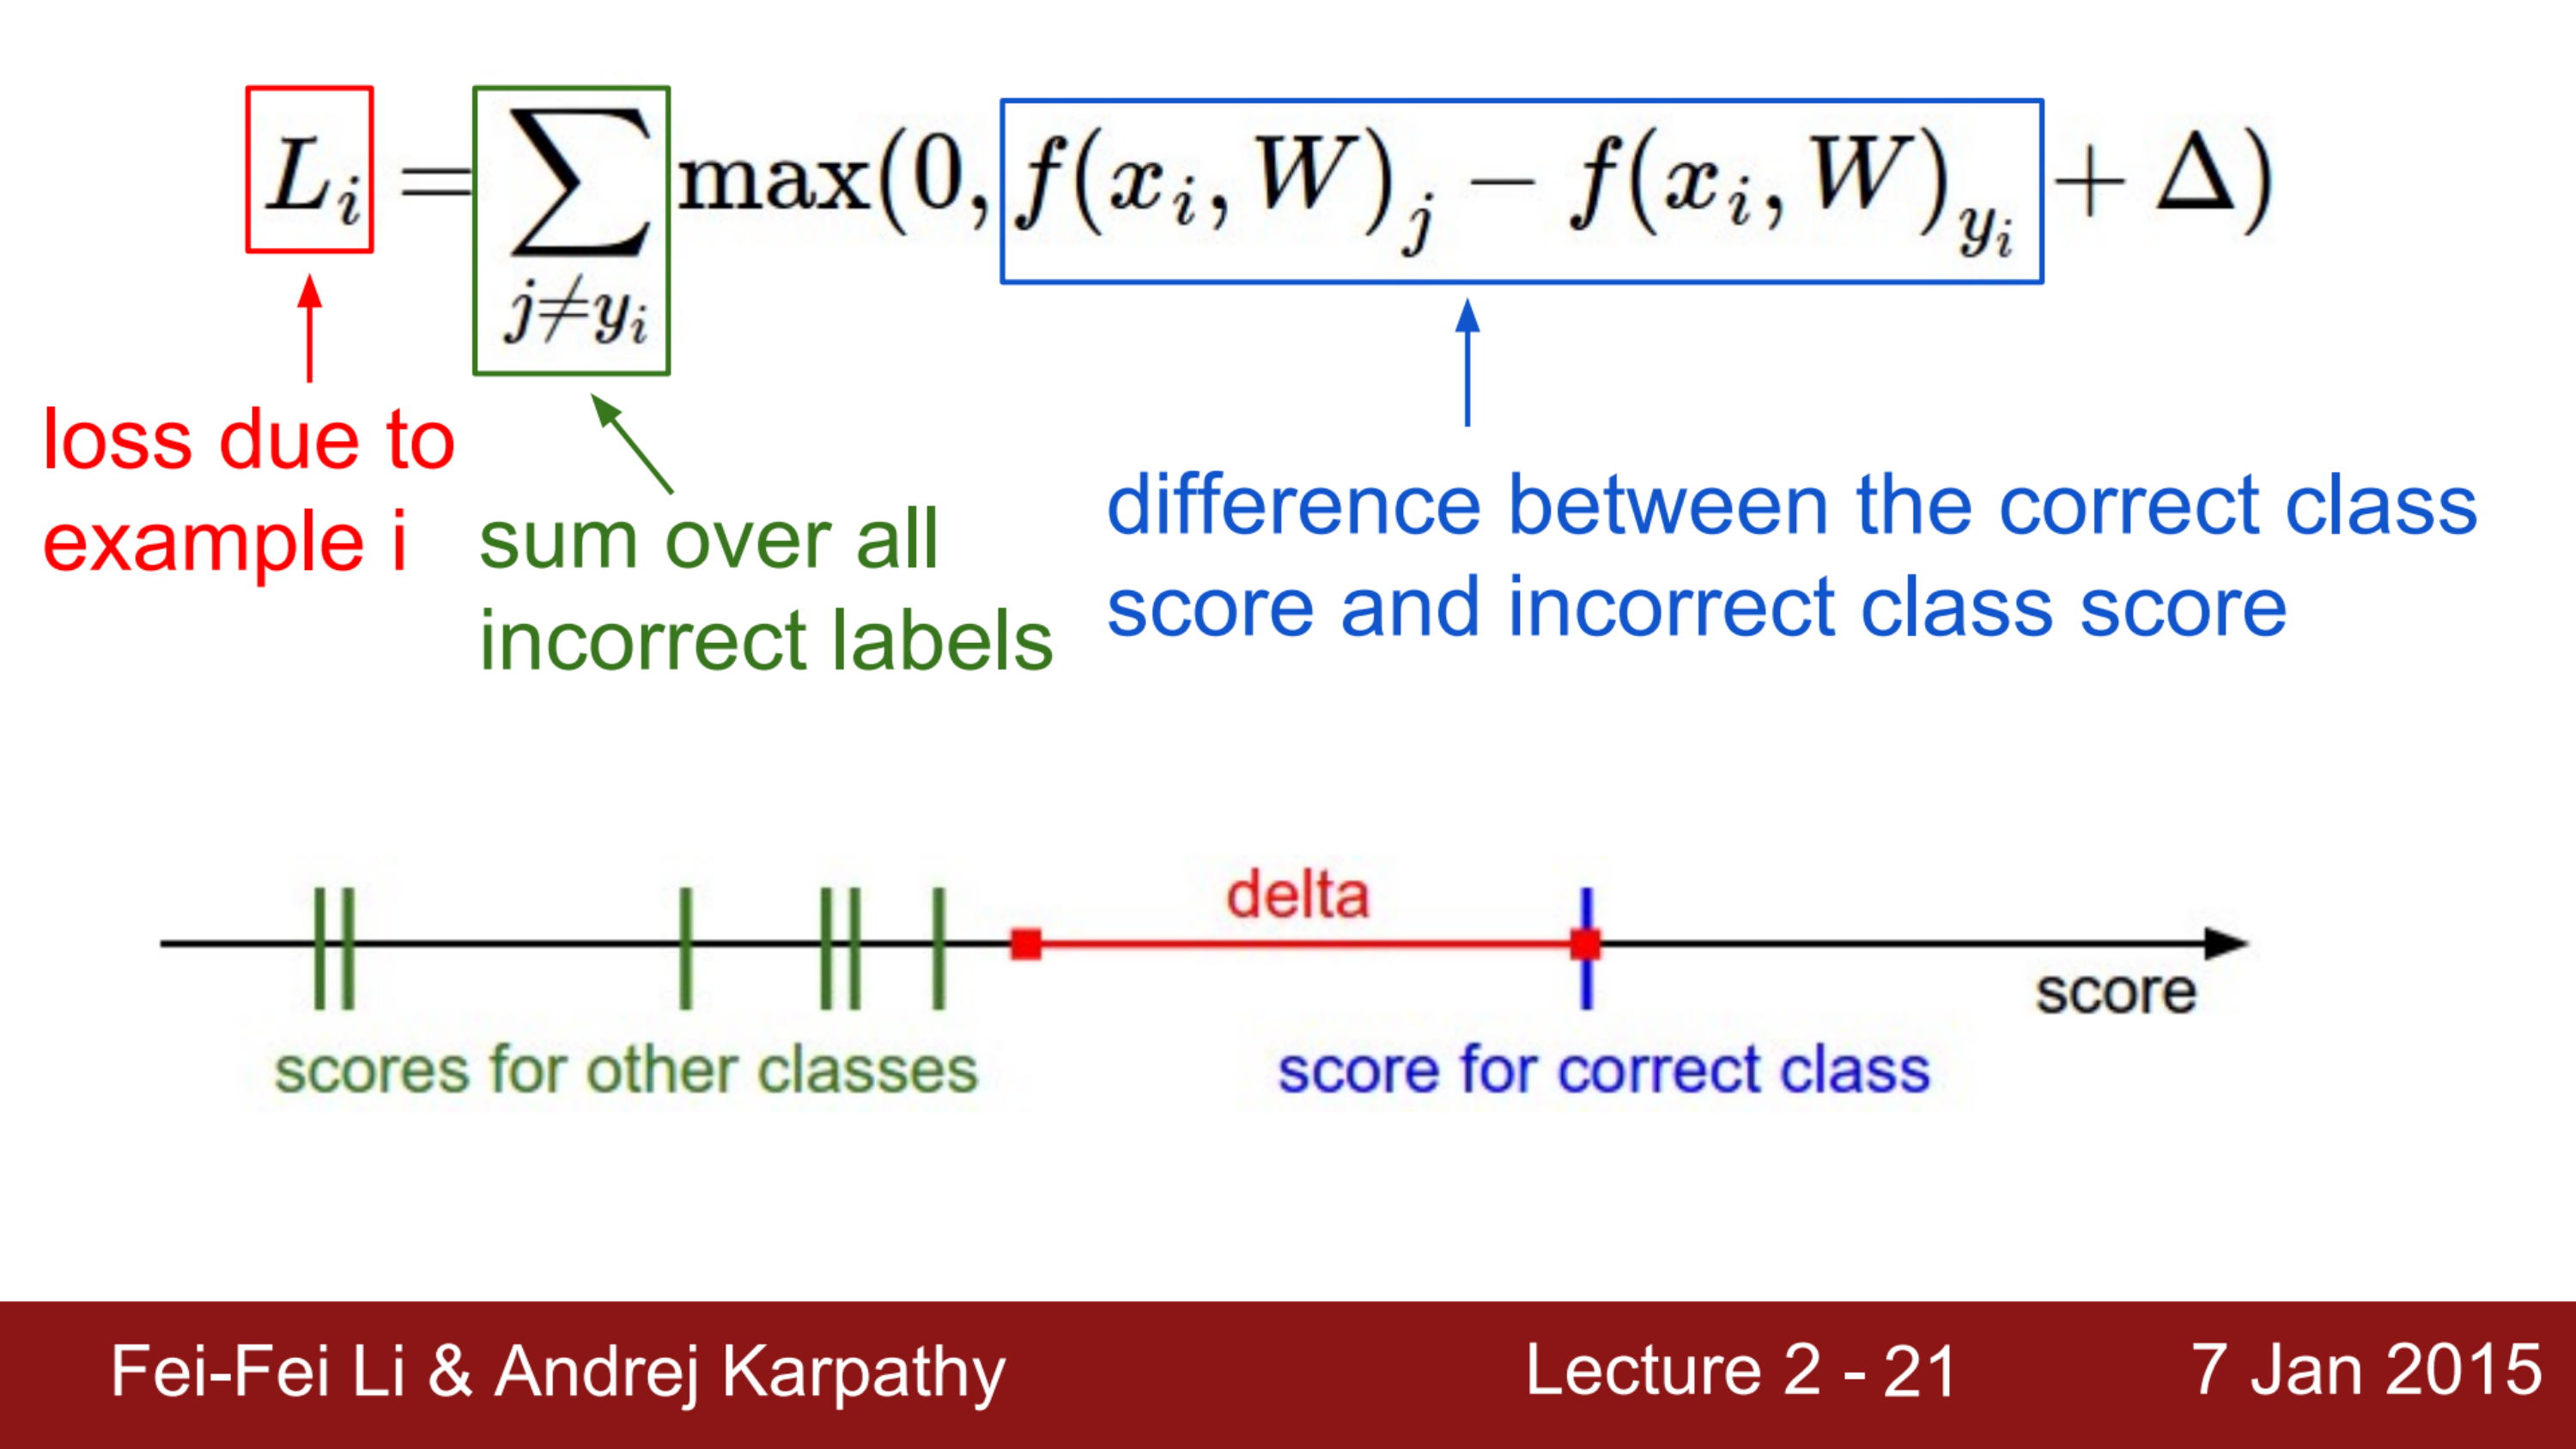 L_i = \sum_{j \neq y_i} max(0, f(x_i, W)_j − f(x_i, W)_{y_i} + Δ)
loss due to
example i
sum over all
incorrect labels
difference between the correct class
score and incorrect class score
delta
score
scores for other classes
score for correct class
Fei-Fei Li & Andrej Karpathy
Lecture 2 - 21
7 Jan 2015